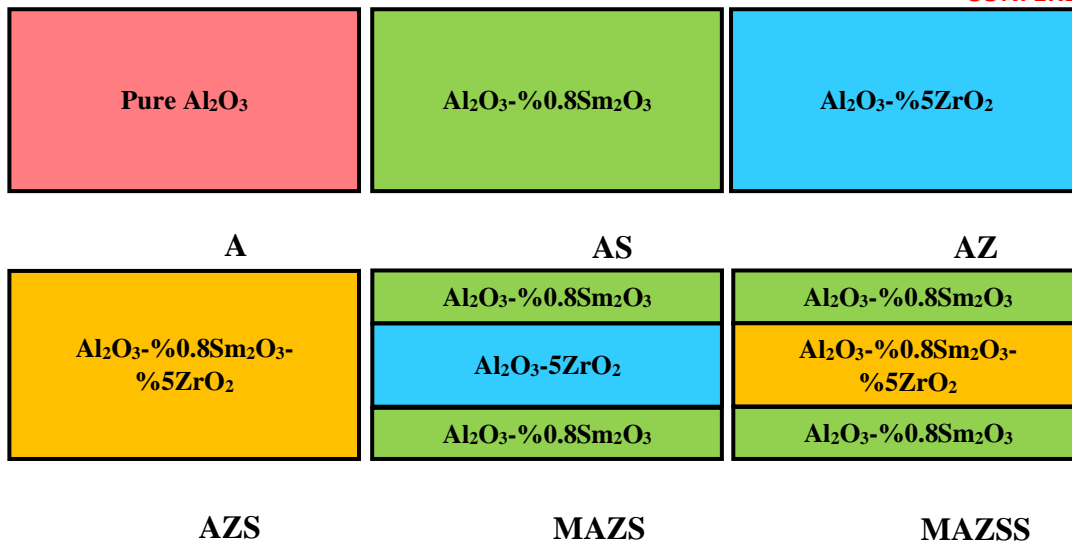 Pure Al₂O₃
Al₂O₃-%0.8Sm₂O₃
Al₂O₃-%5ZrO₂
A
AS
AZ
Al₂O₃-%0.8Sm₂O₃-
%5ZrO₂
Al₂O₃-%0.8Sm₂O₃
Al₂O₃-5ZrO₂
Al₂O₃-%0.8Sm₂O₃
Al₂O₃-%0.8Sm₂O₃
Al₂O₃-%0.8Sm₂O₃-
%5ZrO₂
Al₂O₃-%0.8Sm₂O₃
AZS
MAZS
MAZSS